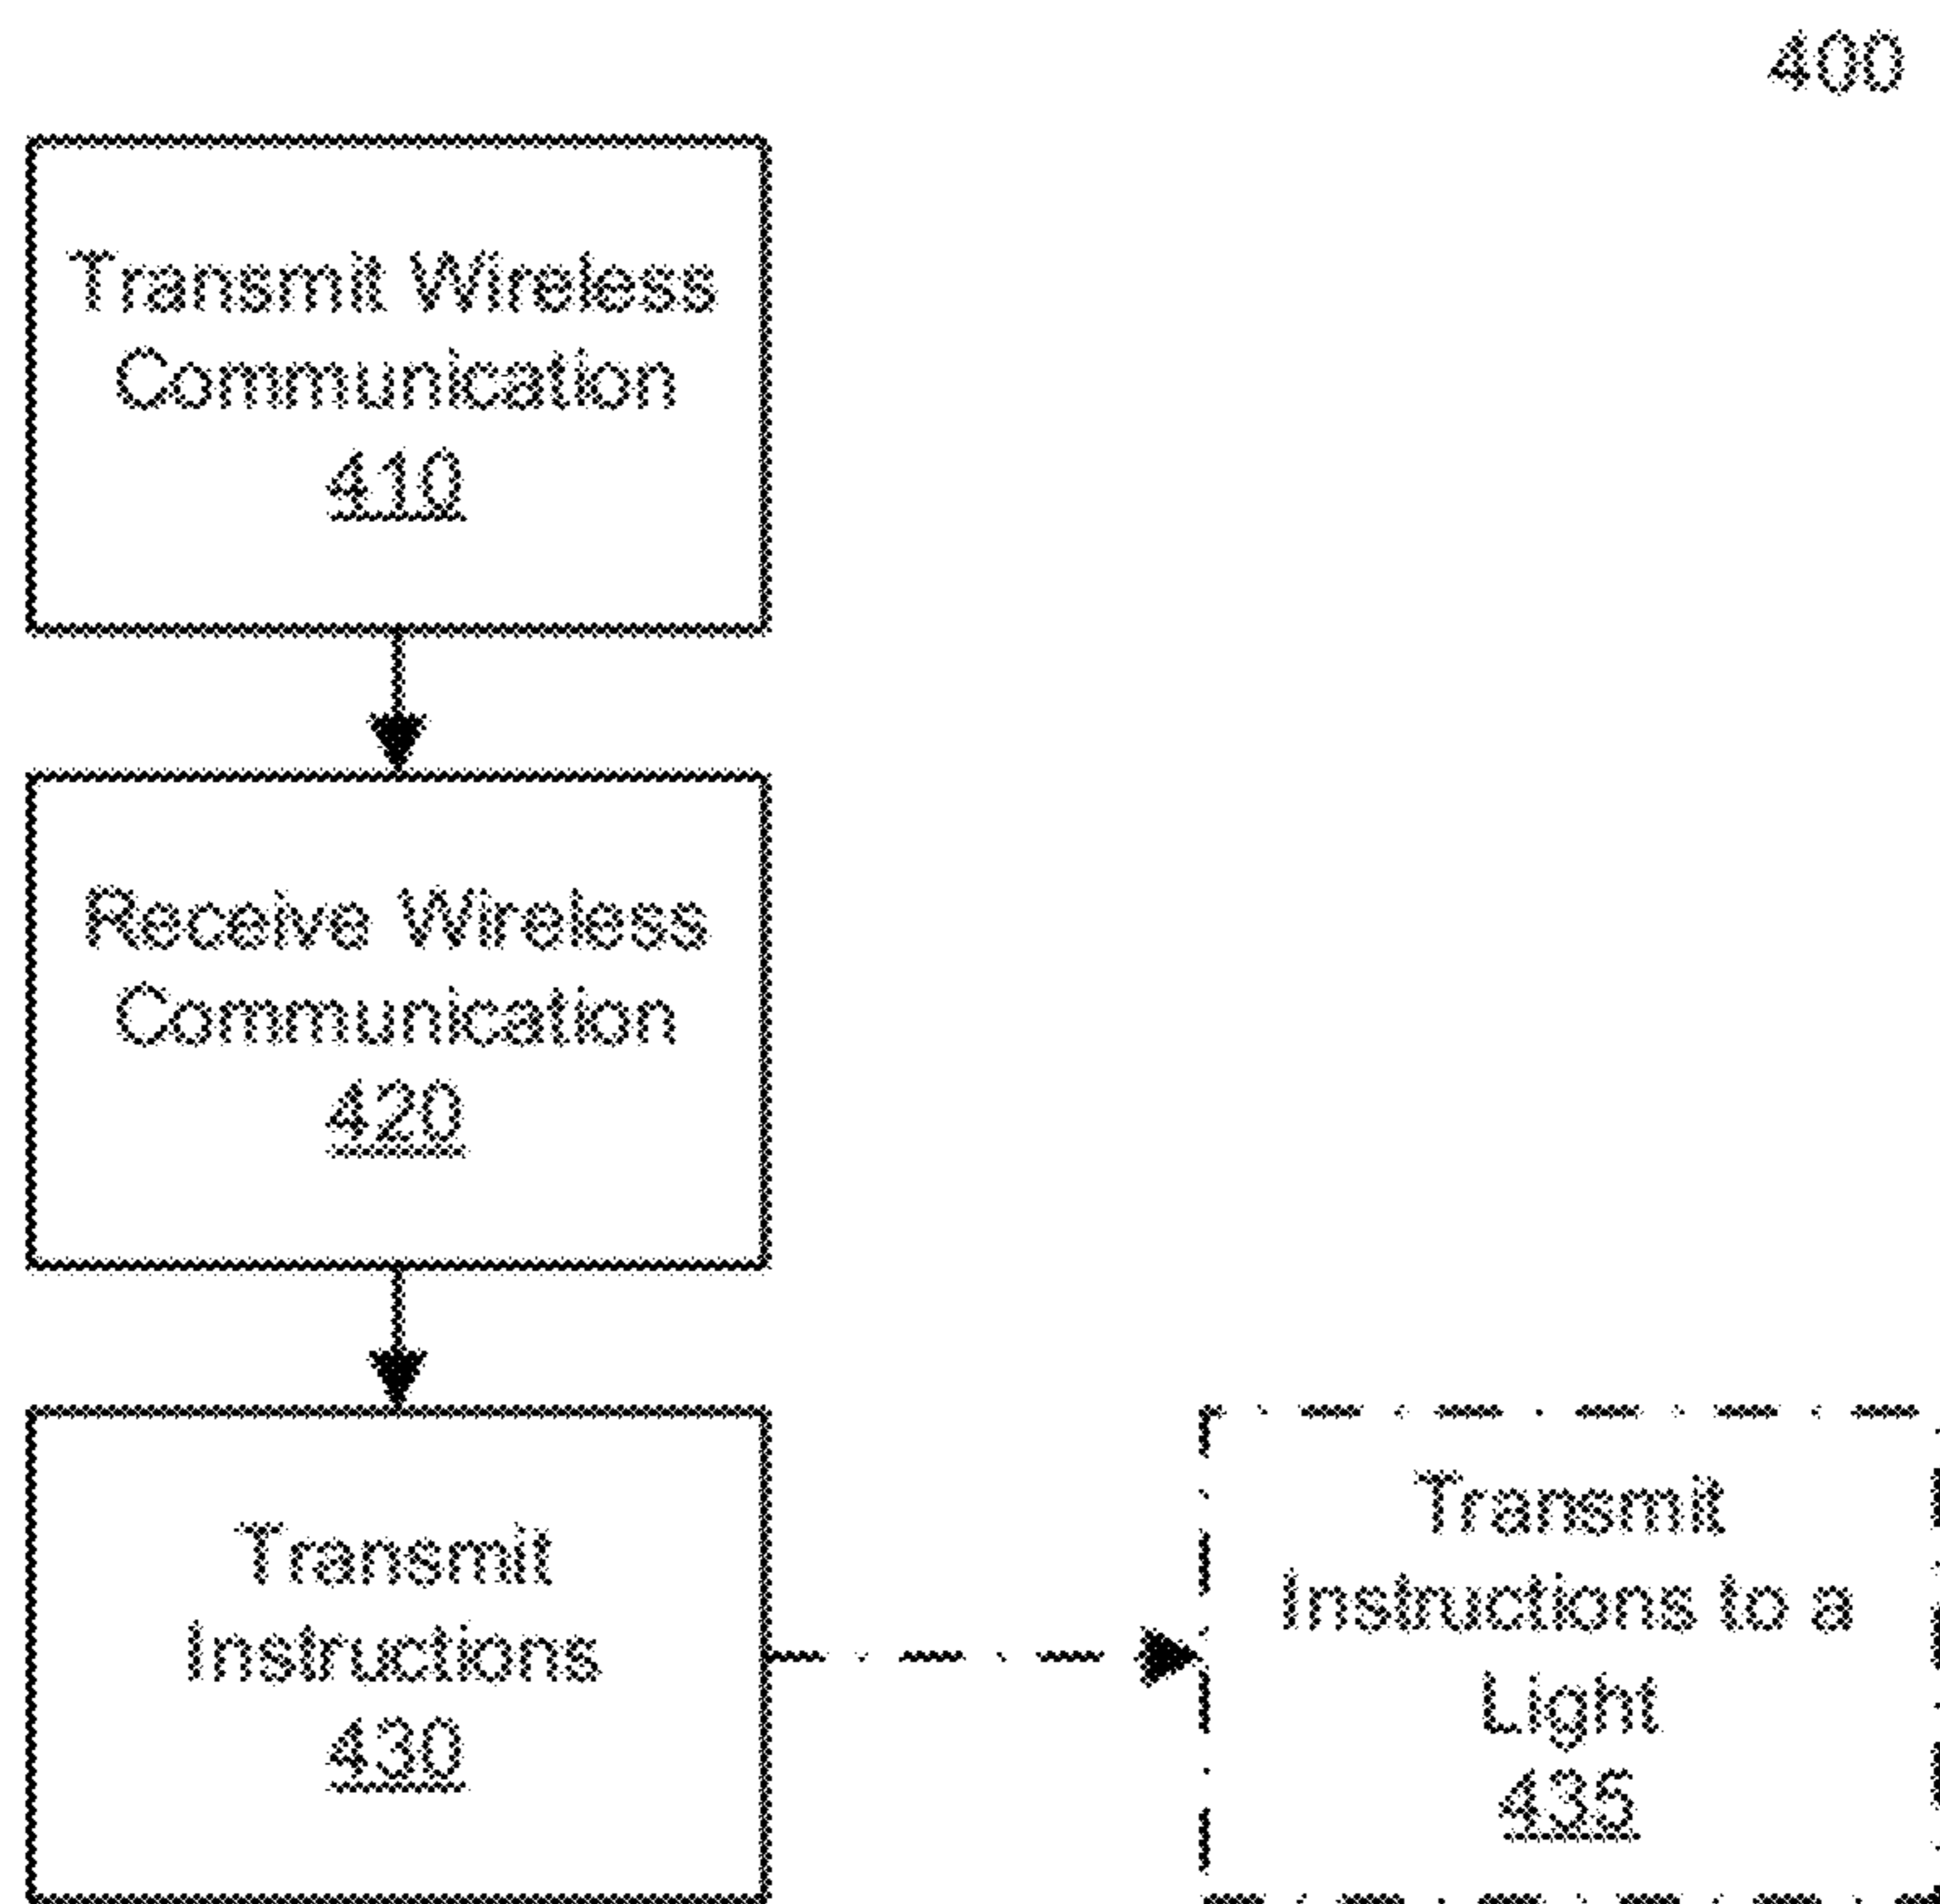 400
Transmit Wireless
Communication
410
Receive Wireless
Communication
420
Transmit
Instructions
430
Transmit
Instructions to a
Light
435